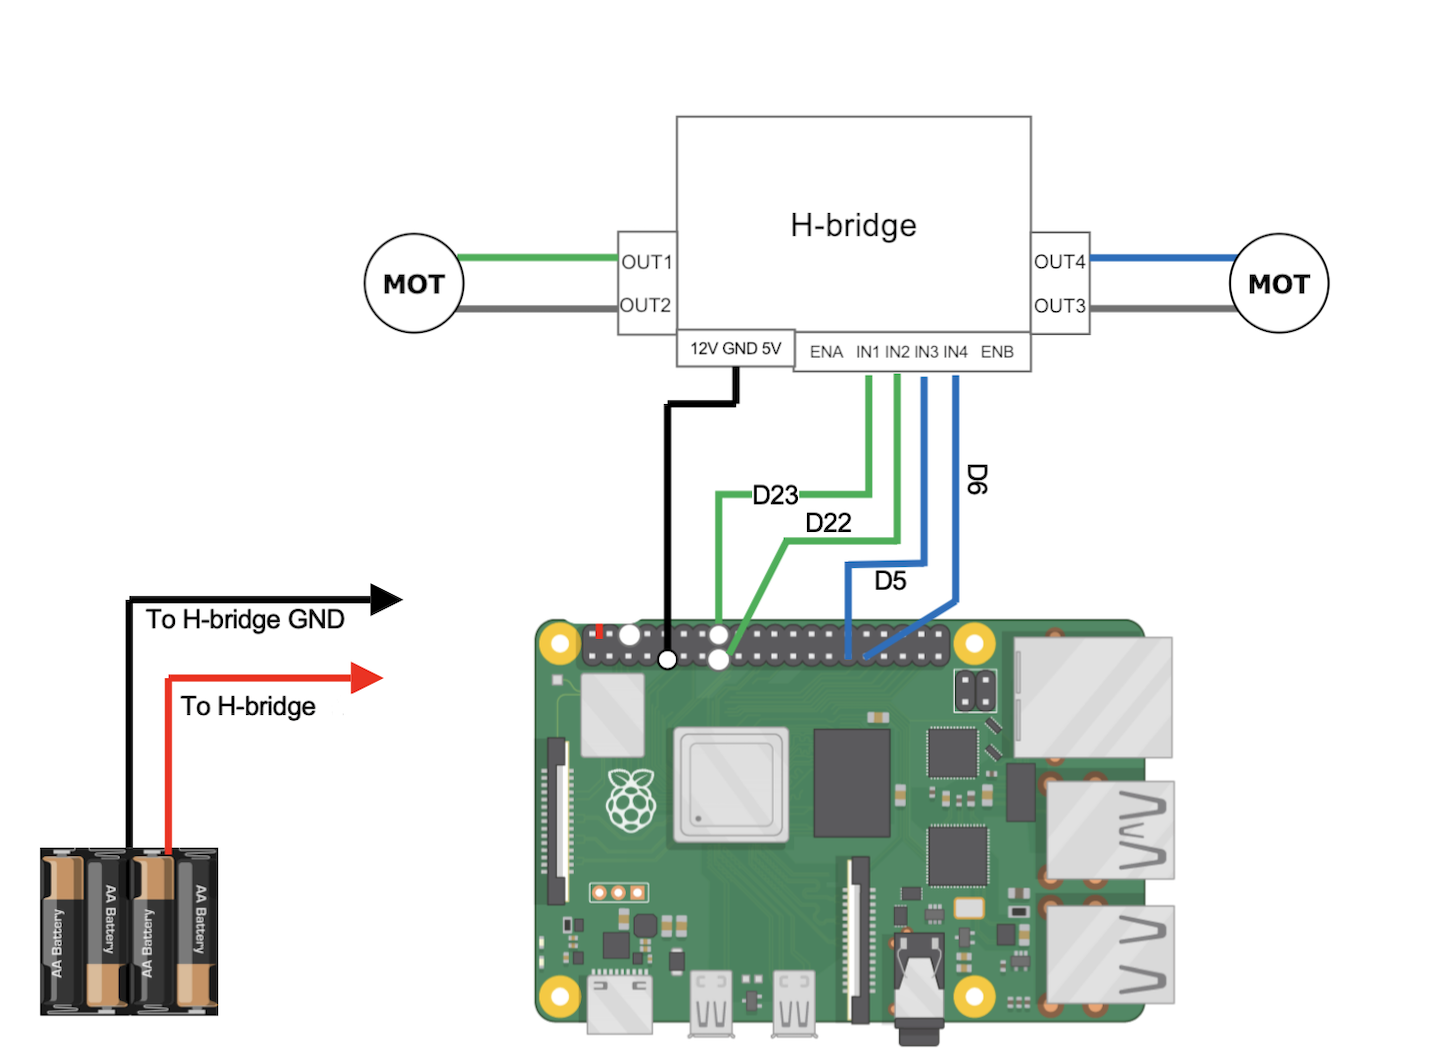 H-bridge
MOT
OUT1
OUT2
OUT4
OUT3
MOT
12V GND 5V
ENA IN1 IN2 IN3 IN4 ENB
D23
D22
D6
D5
To H-bridge GND
To H-bridge
AA Battery
AA Battery
AA Battery
AA Battery